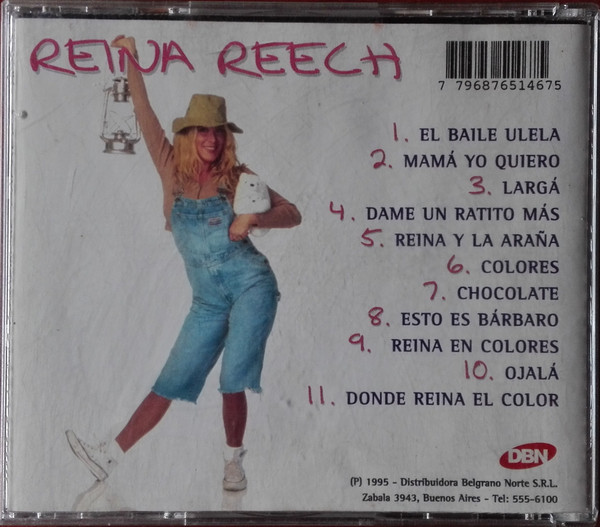 REINA REECH
7 796876514675
1. EL BAILE ULELA
2. MAMÁ YO QUIERO
3. LARGÁ
4. DAME UN RATITO MÁS
5. REINA Y LA ARAÑA
6. COLORES
7. CHOCOLATE
8. ESTO ES BÁRBARO
9. REINA EN COLORES
10. OJALÁ
11. DONDE REINA EL COLOR
DBN
(P) 1995 - Distribuidora Belgrano Norte S.R.L.
Zabala 3943, Buenos Aires - Tel: 555-6100